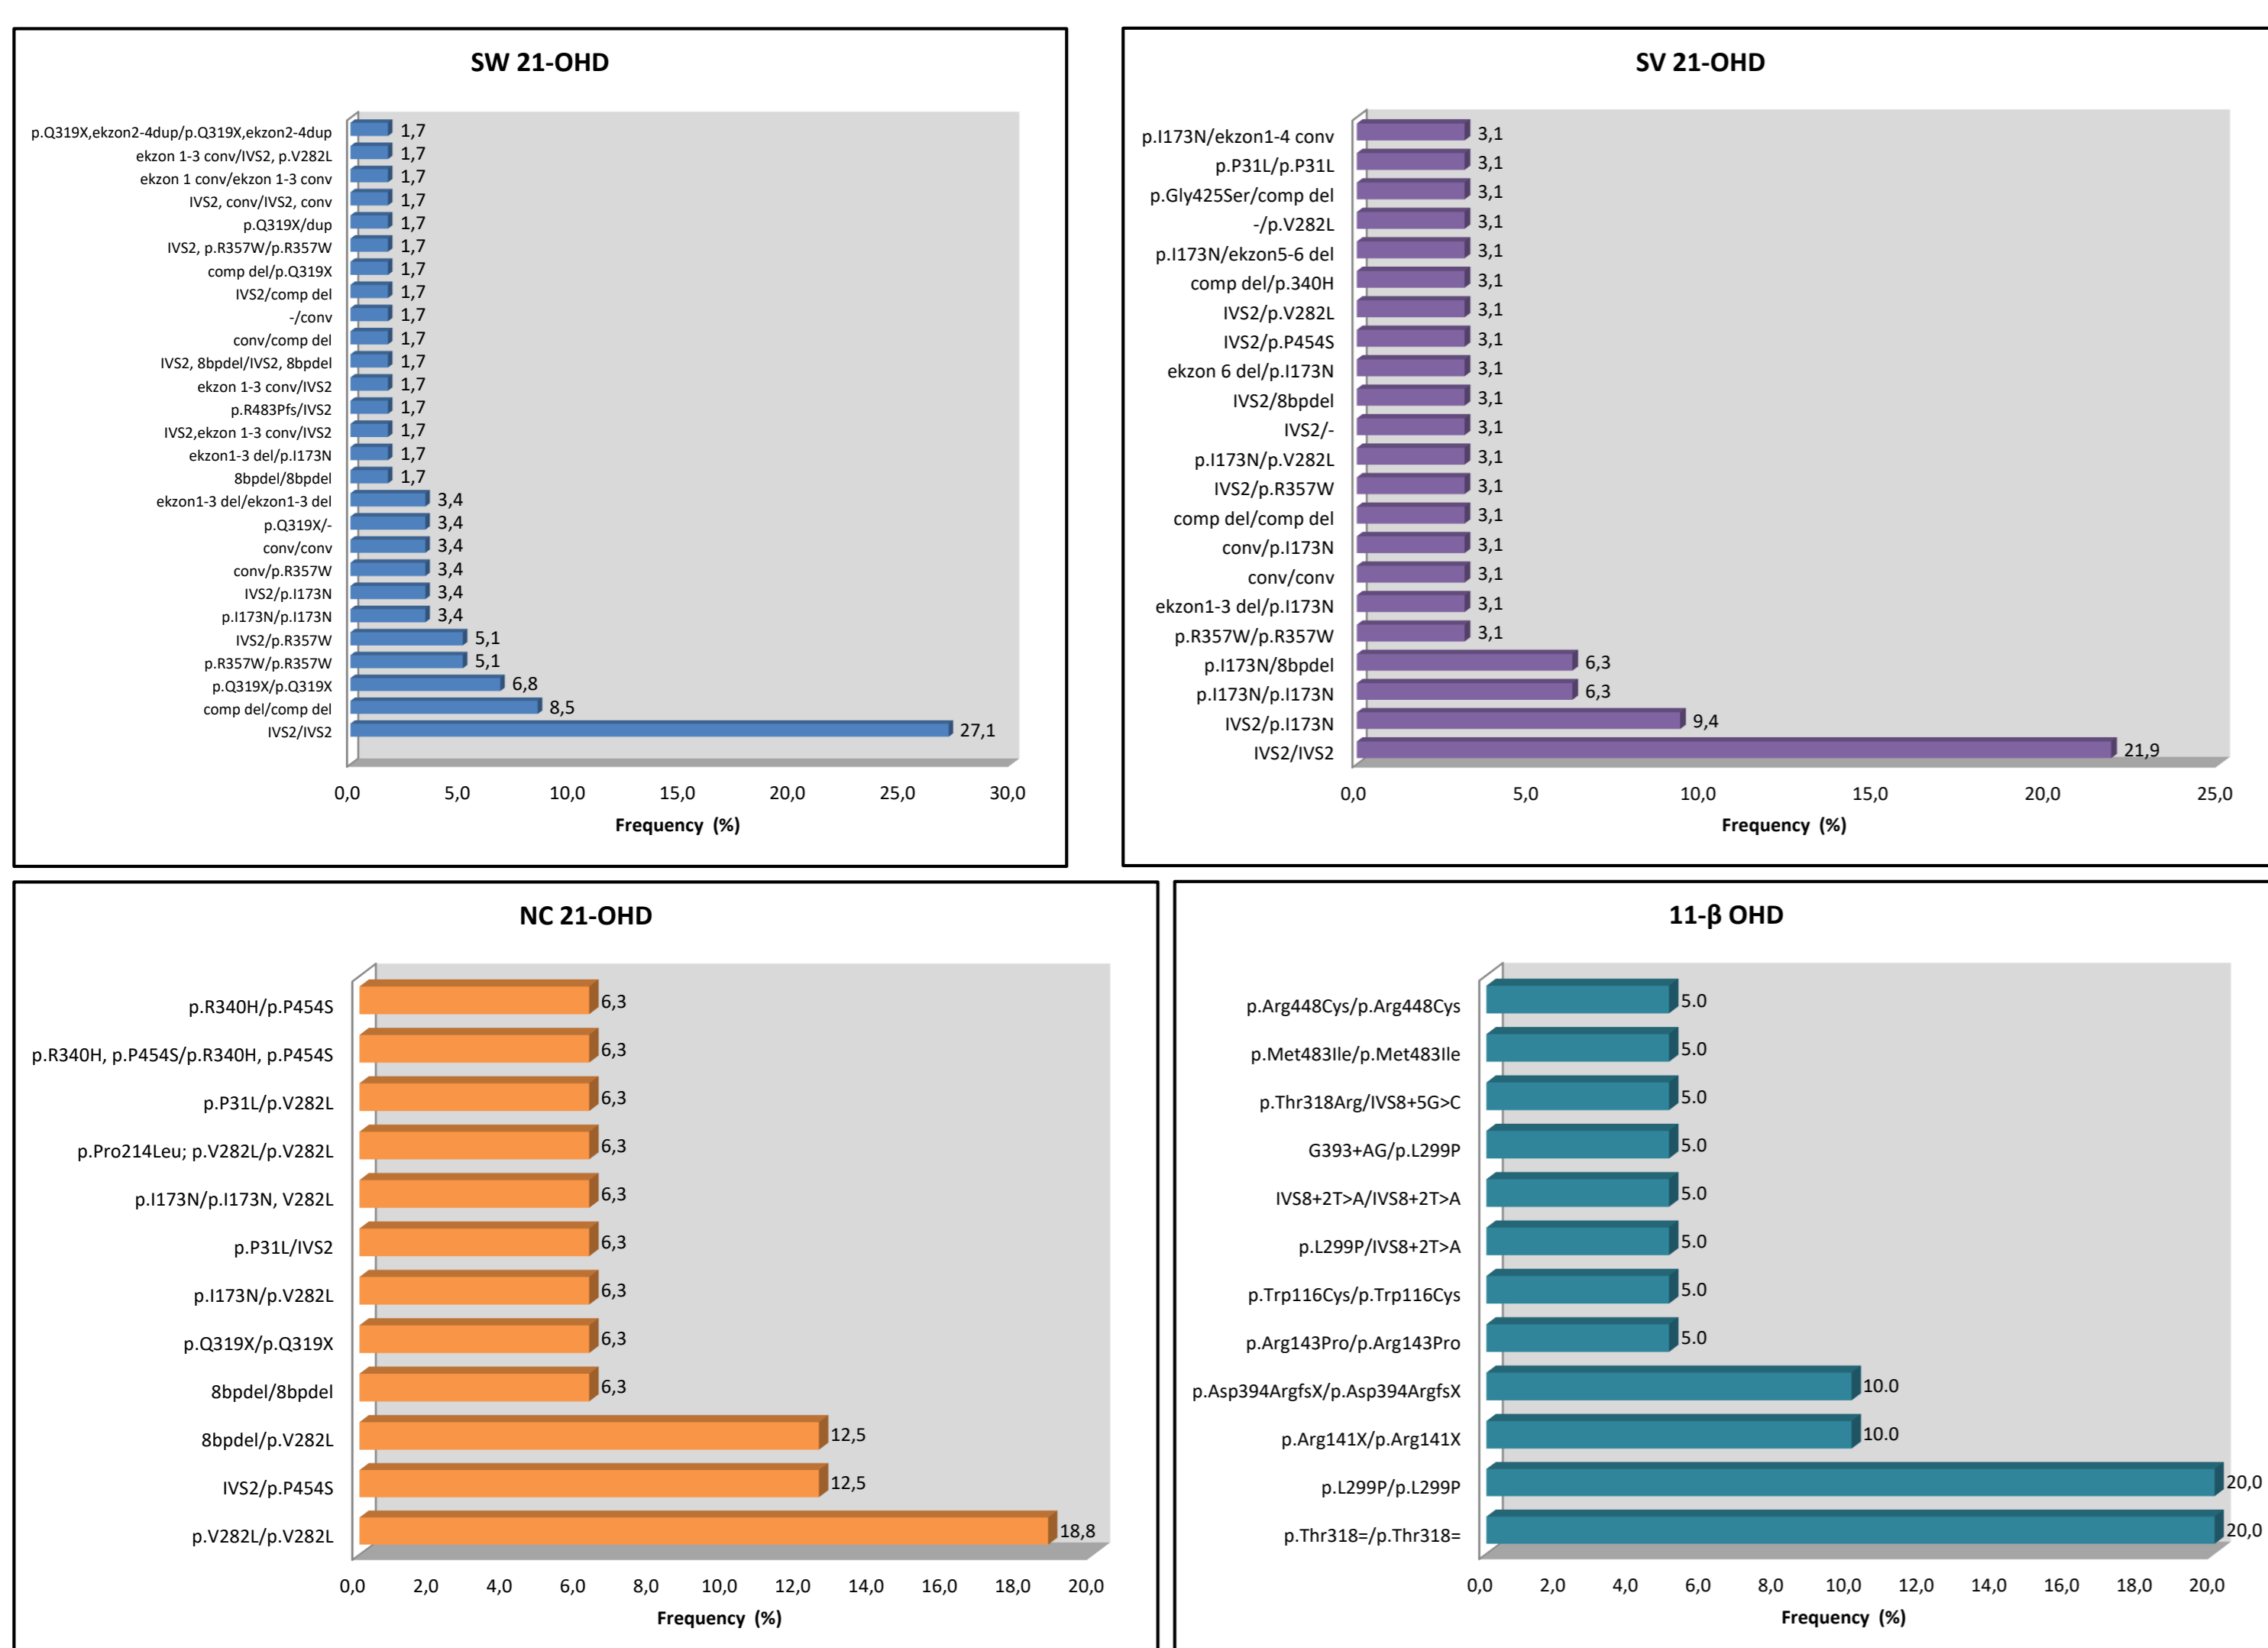 SW 21-OHD
p.Q319X,ekzon2-4dup/p.Q319X,ekzon2-4dup 1,7
ekzon 1-3 conv/IVS2, p.V282L 1,7
ekzon 1 conv/ekzon 1-3 conv 1,7
IVS2, conv/IVS2, conv 1,7
p.Q319X/dup 1,7
IVS2, p.R357W/p.R357W 1,7
comp del/p.Q319X 1,7
IVS2/comp del 1,7
-/conv 1,7
conv/comp del 1,7
IVS2, 8bpdel/IVS2, 8bpdel 1,7
ekzon 1-3 conv/IVS2 1,7
p.R483Pfs/IVS2 1,7
IVS2,ekzon 1-3 conv/IVS2 1,7
ekzon1-3 del/p.I173N 1,7
8bpdel/8bpdel 1,7
ekzon1-3 del/ekzon1-3 del 3,4
p.Q319X/- 3,4
conv/conv 3,4
conv/p.R357W 3,4
IVS2/p.I173N 3,4
p.I173N/p.I173N 3,4
IVS2/p.R357W 5,1
p.R357W/p.R357W 5,1
p.Q319X/p.Q319X 6,8
comp del/comp del 8,5
IVS2/IVS2 27,1
0,0 5,0 10,0 15,0 20,0 25,0 30,0
Frequency (%)
SV 21-OHD
p.I173N/ekzon1-4 conv 3,1
p.P31L/p.P31L 3,1
p.Gly425Ser/comp del 3,1
-/p.V282L 3,1
p.I173N/ekzon5-6 del 3,1
comp del/p.340H 3,1
IVS2/p.V282L 3,1
IVS2/p.P454S 3,1
ekzon 6 del/p.I173N 3,1
IVS2/8bpdel 3,1
IVS2/- 3,1
p.I173N/p.V282L 3,1
IVS2/p.R357W 3,1
comp del/comp del 3,1
conv/p.I173N 3,1
conv/conv 3,1
ekzon1-3 del/p.I173N 3,1
p.R357W/p.R357W 3,1
p.I173N/8bpdel 6,3
p.I173N/p.I173N 6,3
IVS2/p.I173N 9,4
IVS2/IVS2 21,9
0,0 5,0 10,0 15,0 20,0 25,0
Frequency (%)
NC 21-OHD
p.R340H/p.P454S 6,3
p.R340H, p.P454S/p.R340H, p.P454S 6,3
p.P31L/p.V282L 6,3
p.Pro214Leu; p.V282L/p.V282L 6,3
p.I173N/p.I173N, V282L 6,3
p.P31L/IVS2 6,3
p.I173N/p.V282L 6,3
p.Q319X/p.Q319X 6,3
8bpdel/8bpdel 6,3
8bpdel/p.V282L 12,5
IVS2/p.P454S 12,5
p.V282L/p.V282L 18,8
0,0 2,0 4,0 6,0 8,0 10,0 12,0 14,0 16,0 18,0 20,0
Frequency (%)
11-β OHD
p.Arg448Cys/p.Arg448Cys 5.0
p.Met483Ile/p.Met483Ile 5.0
p.Thr318Arg/IVS8+5G>C 5.0
G393+AG/p.L299P 5.0
IVS8+2T>A/IVS8+2T>A 5.0
p.L299P/IVS8+2T>A 5.0
p.Trp116Cys/p.Trp116Cys 5.0
p.Arg143Pro/p.Arg143Pro 5.0
p.Asp394ArgfsX/p.Asp394ArgfsX 10.0
p.Arg141X/p.Arg141X 10.0
p.L299P/p.L299P 20,0
p.Thr318=/p.Thr318= 20,0
0,0 2,0 4,0 6,0 8,0 10,0 12,0 14,0 16,0 18,0 20,0
Frequency (%)